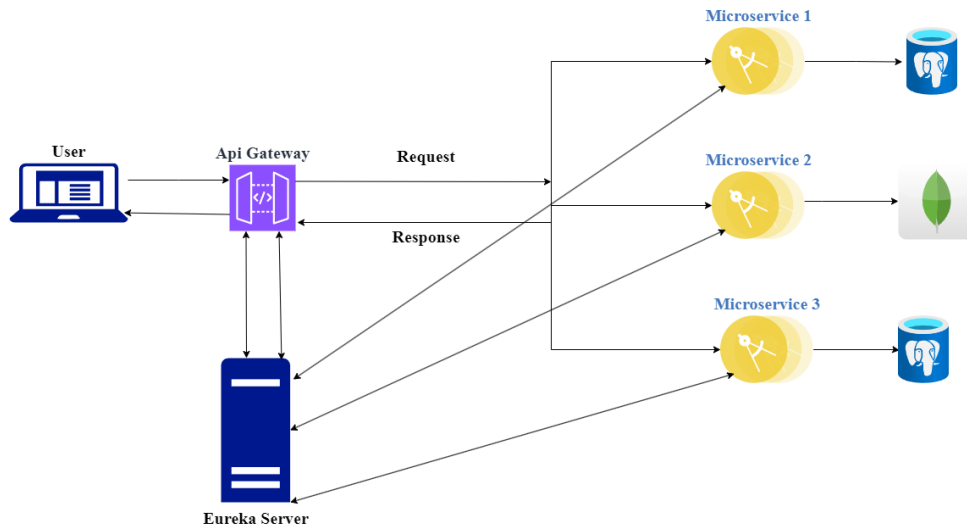 Microservice 1
User
Api Gateway
Request
Microservice 2
Response
Microservice 3
Eureka Server